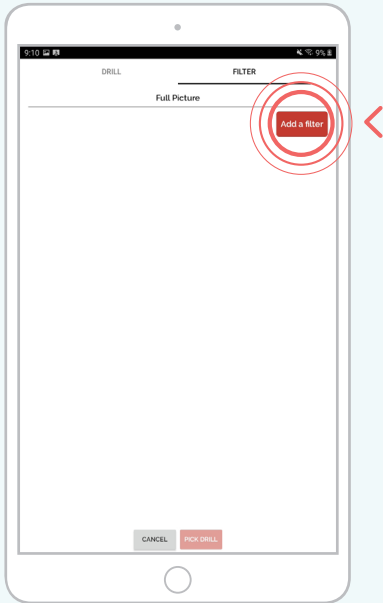 9:10 9%
DRILL FILTER
Full Picture
Add a filter
CANCEL PICK DRILL